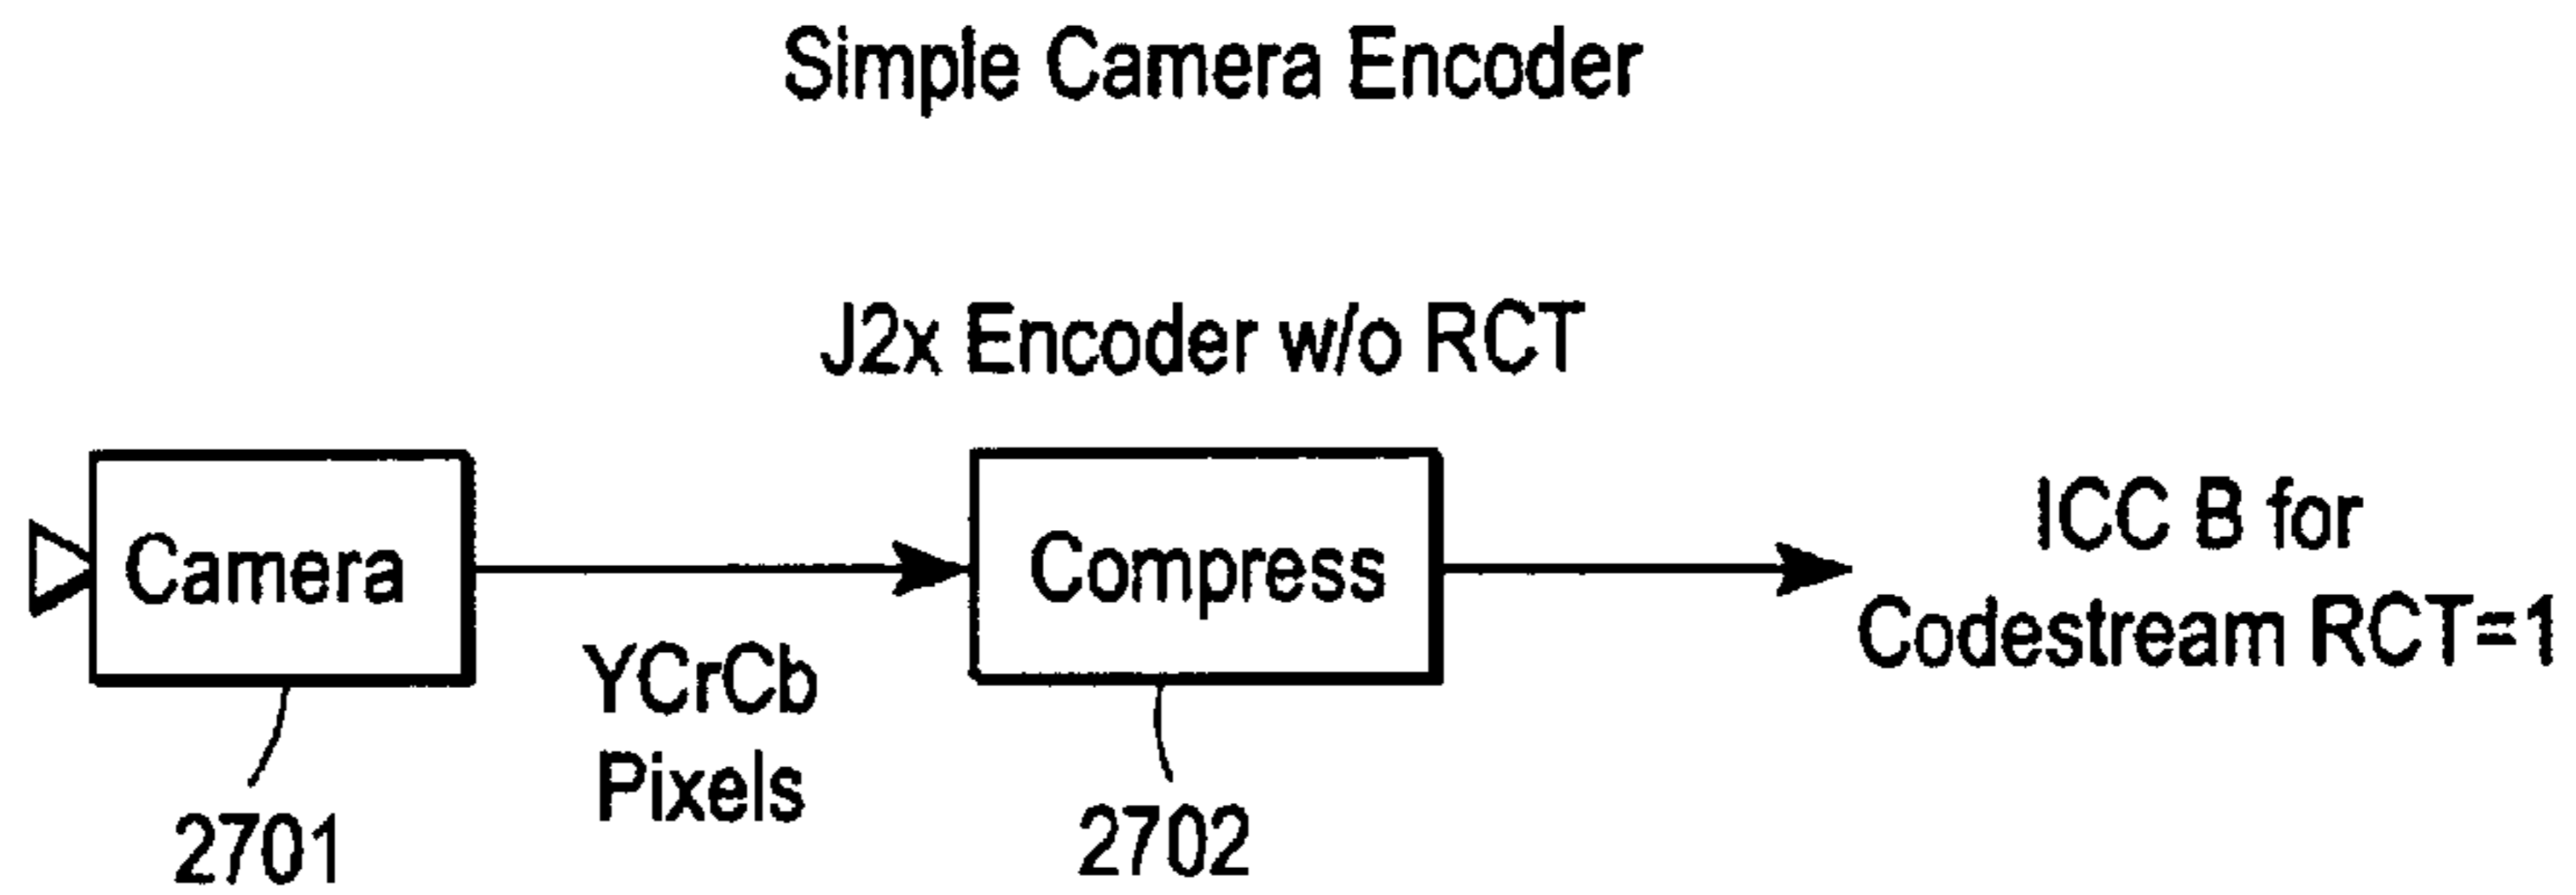 Simple Camera Encoder
J2x Encoder w/o RCT
Camera
YCrCb
Pixels
Compress
ICC B for
Codestream RCT=1
2701
2702